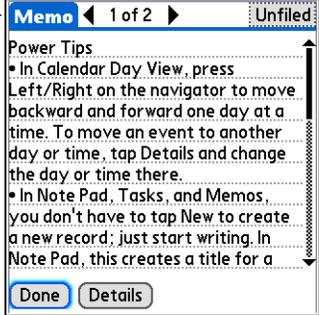 Memo 1 of 2 Unfiled
Power Tips
• In Calendar Day View, press
Left/Right on the navigator to move
backward and forward one day at a
time. To move an event to another
day or time, tap Details and change
the day or time there.
• In Note Pad, Tasks, and Memos,
you don't have to tap New to create
a new record; just start writing. In
Note Pad, this creates a title for a
Done Details